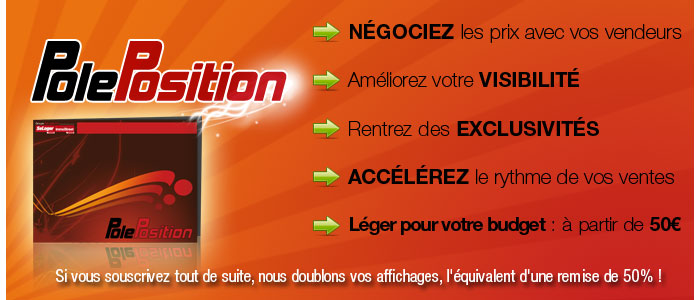 PolePosition
NÉGOCIEZ les prix avec vos vendeurs
Améliorez votre VISIBILITÉ
Rentrez des EXCLUSIVITÉS
ACCÉLÉREZ le rythme de vos ventes
Léger pour votre budget : à partir de 50€
SeLoger
PolePosition
Si vous souscrivez tout de suite, nous doublons vos affichages, l'équivalent d'une remise de 50% !